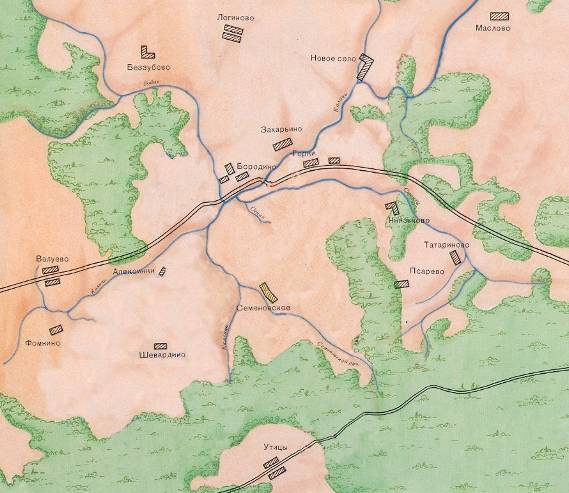 Логиново
Маслово
Беззубово
Новое село
Захарьино
Горки
Бородино
Князьково
Валуево
Алексинки
Татариново
Псарево
Семеновское
Фомкино
Шевардино
Утицы